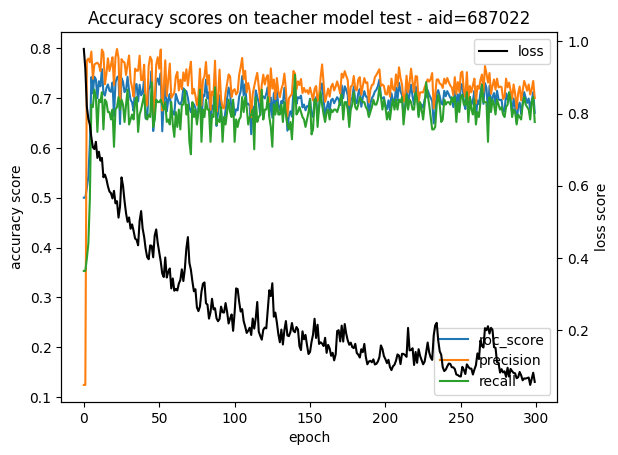 Accuracy scores on teacher model test - aid=687022
loss
accuracy score
loss score
0.8
0.7
0.6
0.5
0.4
0.3
0.2
0.1
1.0
0.8
0.6
0.4
0.2
roc_score
precision
recall
0
50
100
150
200
250
300
epoch